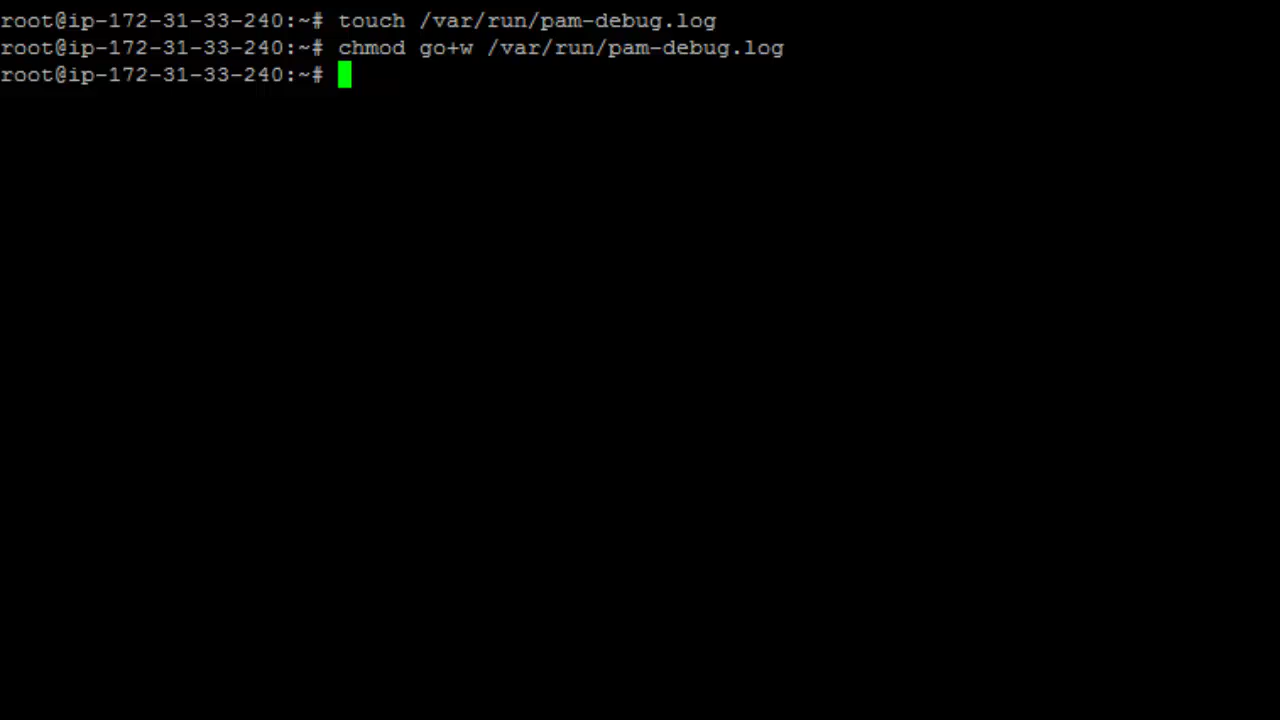 root@ip-172-31-33-240:~# touch /var/run/pam-debug.log
root@ip-172-31-33-240:~# chmod go+w /var/run/pam-debug.log
root@ip-172-31-33-240:~#